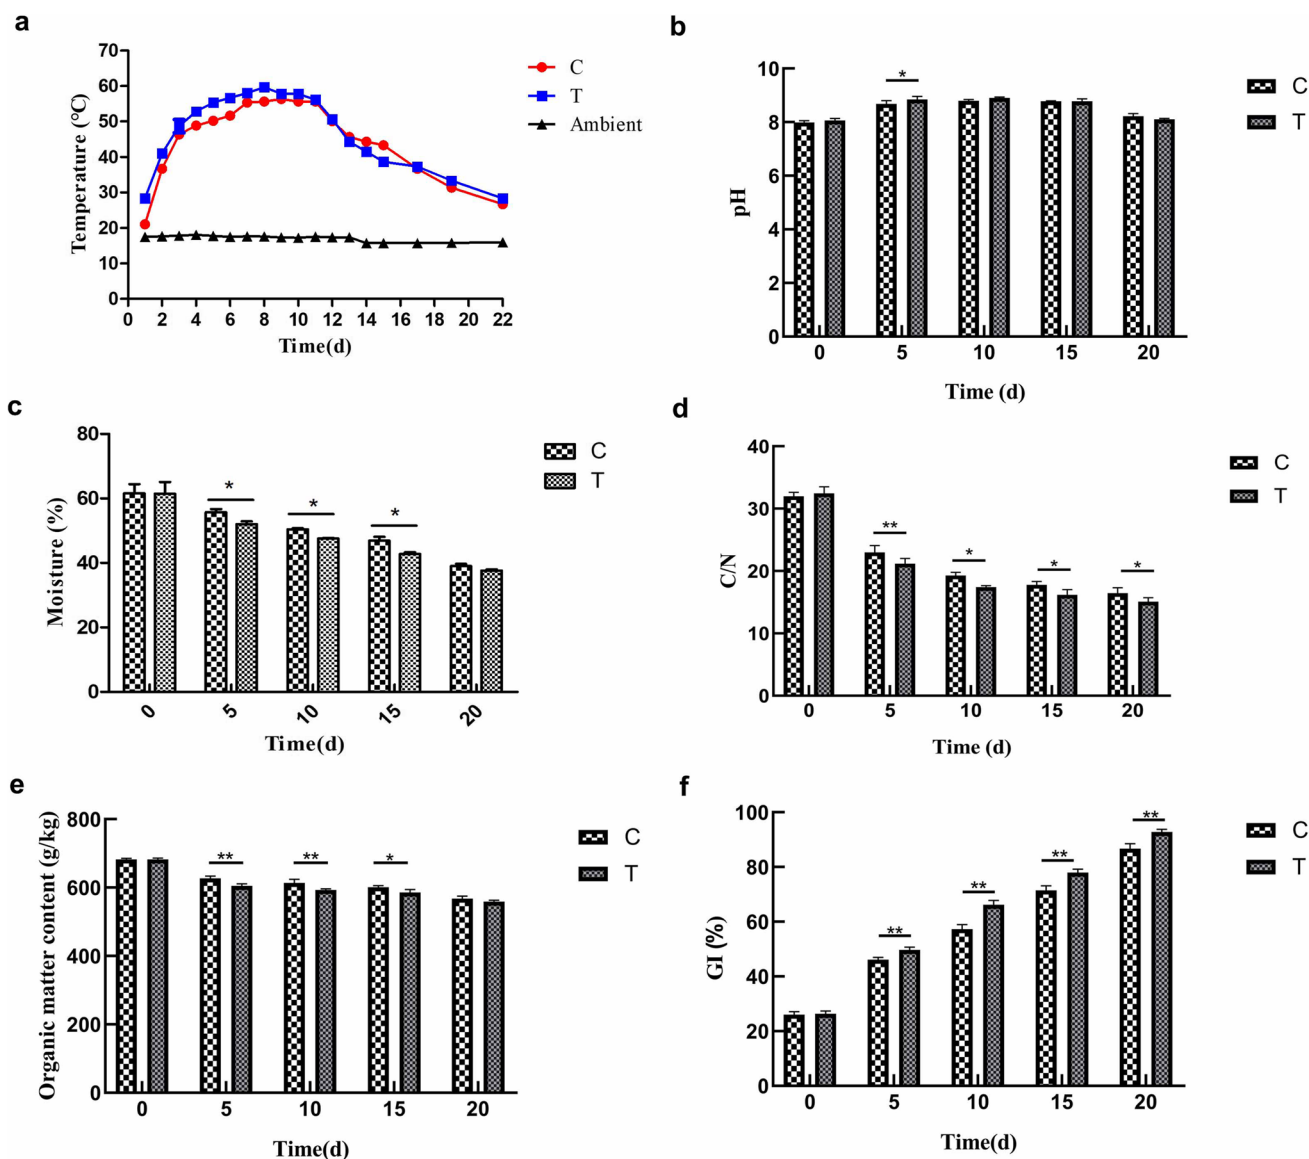 a
70
60
50
40
30
20
10
0
Temperature (℃)
0 2 4 6 8 10 12 14 16 18 20 22
Time(d)
C
T
Ambient
b
10
8
6
4
2
0
pH
*
0 5 10 15 20
Time (d)
C
T
c
80
60
40
20
0
Moisture (%)
* * *
0 5 10 15 20
Time(d)
C
T
d
40
30
20
10
0
C/N
** * * *
0 5 10 15 20
Time (d)
C
T
e
800
600
400
200
0
Organic matter content (g/kg)
** ** *
0 5 10 15 20
Time(d)
C
T
f
100
80
60
40
20
0
GI (%)
** ** ** **
0 5 10 15 20
Time(d)
C
T